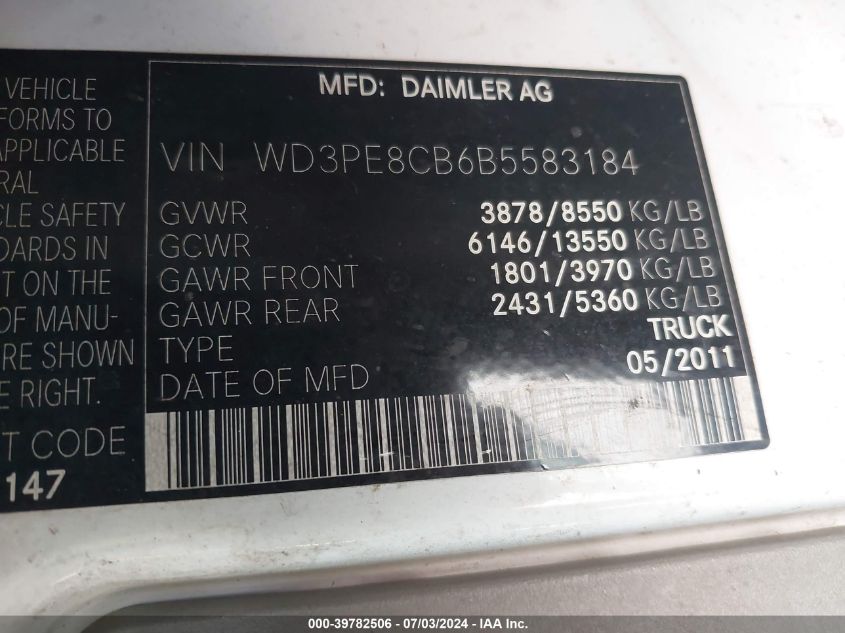 VEHICLE
FORMS TO
APPLICABLE
RAL
CLE SAFETY
DARDS IN
T ON THE
OF MANU-
RE SHOWN
E RIGHT.
T CODE
147
MFD: DAIMLER AG
VIN WD3PE8CB6B5583184
GVWR 3878/8550 KG/LB
GCWR 6146/13550 KG/LB
GAWR FRONT 1801/3970 KG/LB
GAWR REAR 2431/5360 KG/LB
TYPE TRUCK
DATE OF MFD 05/2011
000-39782506 - 07/03/2024 - IAA Inc.